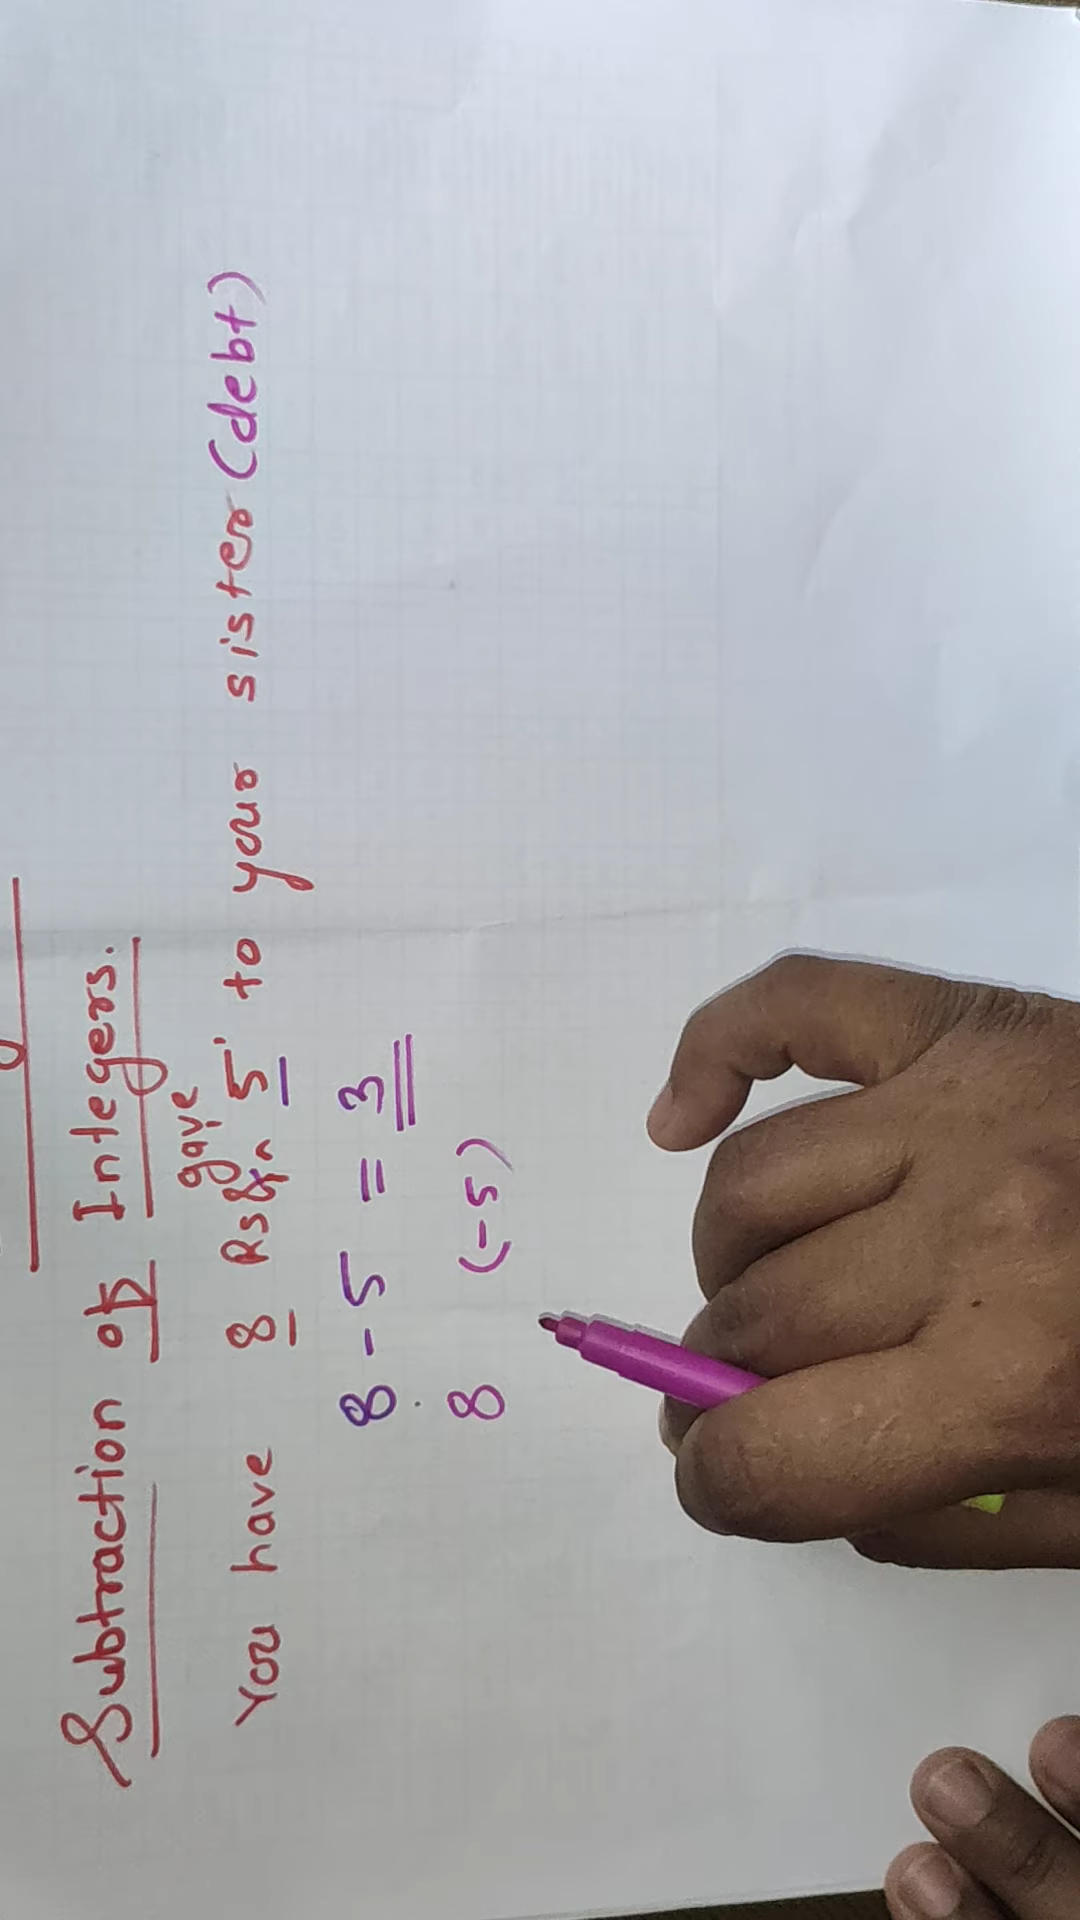 Subtraction of Integers.
gave
You have 8 Rs & ^ 5 to your sister (debt)
8 - 5 = 3
8 (-5)